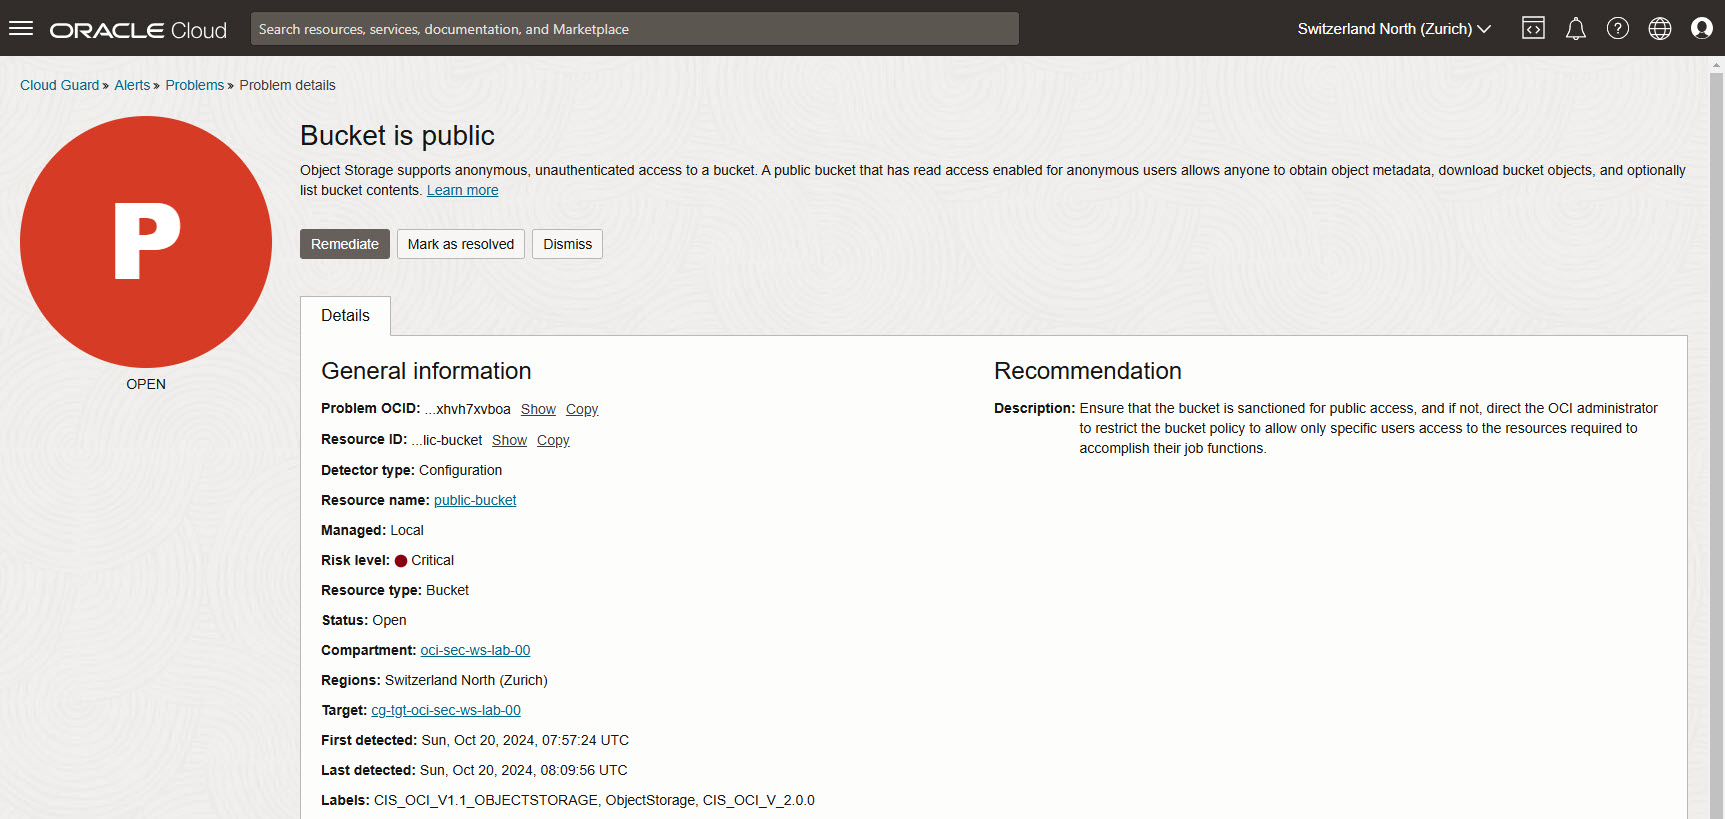 ORACLE Cloud
Search resources, services, documentation, and Marketplace
Switzerland North (Zurich)
Cloud Guard » Alerts » Problems » Problem details
P
OPEN
Bucket is public
Object Storage supports anonymous, unauthenticated access to a bucket. A public bucket that has read access enabled for anonymous users allows anyone to obtain object metadata, download bucket objects, and optionally
list bucket contents. Learn more
Remediate Mark as resolved Dismiss
Details
General information
Problem OCID: ...xhvh7xvboa Show Copy
Resource ID: ...lic-bucket Show Copy
Detector type: Configuration
Resource name: public-bucket
Managed: Local
Risk level: Critical
Resource type: Bucket
Status: Open
Compartment: oci-sec-ws-lab-00
Regions: Switzerland North (Zurich)
Target: cg-tgt-oci-sec-ws-lab-00
First detected: Sun, Oct 20, 2024, 07:57:24 UTC
Last detected: Sun, Oct 20, 2024, 08:09:56 UTC
Labels: CIS_OCI_V1.1_OBJECTSTORAGE, ObjectStorage, CIS_OCI_V_2.0.0
Recommendation
Description: Ensure that the bucket is sanctioned for public access, and if not, direct the OCI administrator
to restrict the bucket policy to allow only specific users access to the resources required to
accomplish their job functions.